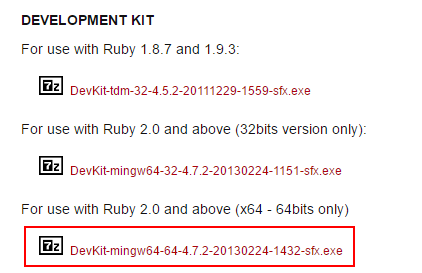 DEVELOPMENT KIT
For use with Ruby 1.8.7 and 1.9.3:
7z DevKit-tdm-32-4.5.2-20111229-1559-sfx.exe
For use with Ruby 2.0 and above (32bits version only):
7z DevKit-mingw64-32-4.7.2-20130224-1151-sfx.exe
For use with Ruby 2.0 and above (x64 - 64bits only)
7z DevKit-mingw64-64-4.7.2-20130224-1432-sfx.exe